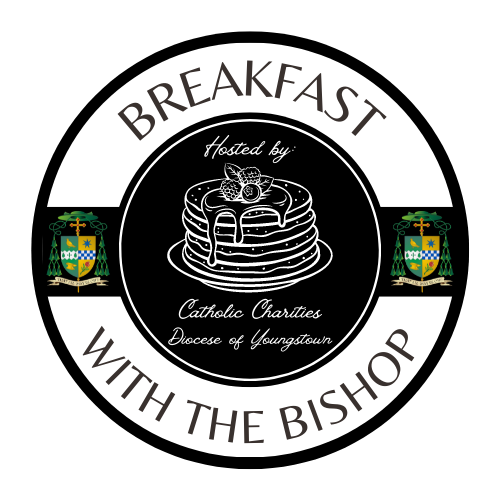 BREAKFAST
Hosted by:
Catholic Charities
Diocese of Youngstown
WITH THE BISHOP